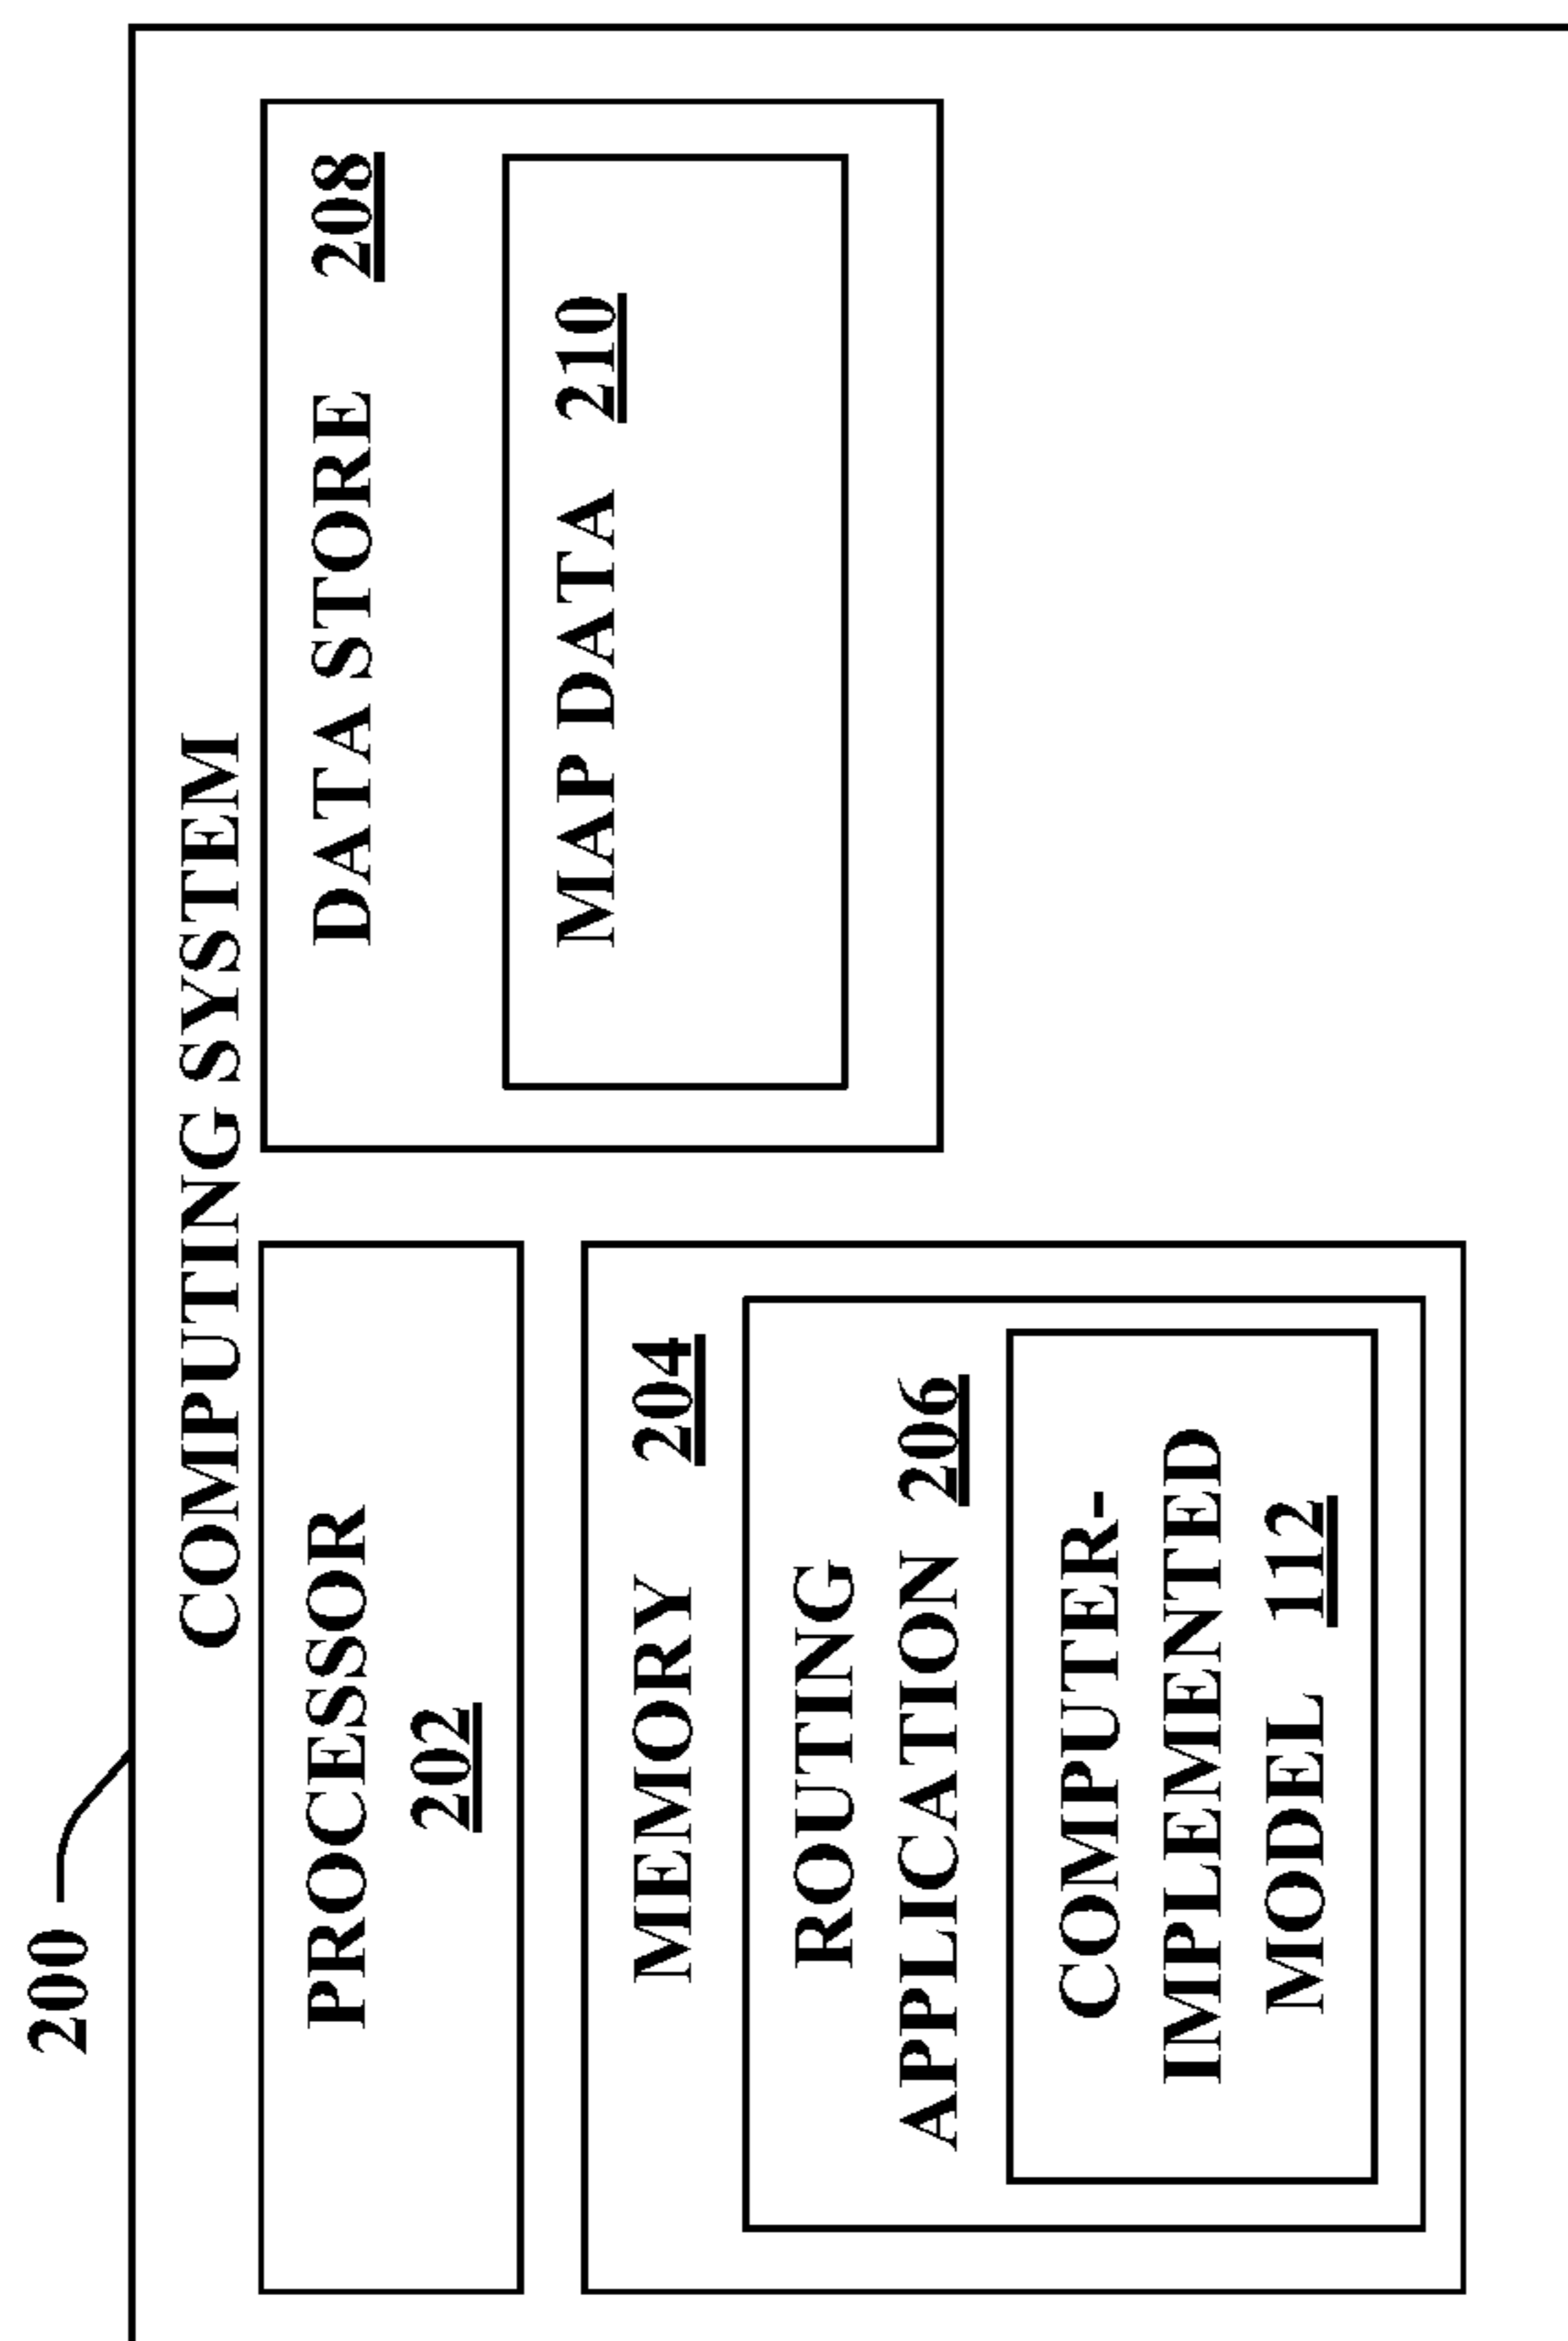 200
COMPUTING SYSTEM
PROCESSOR
202
MEMORY 204
ROUTING
APPLICATION 206
COMPUTER-
IMPLEMENTED
MODEL 112
DATA STORE 208
MAP DATA 210